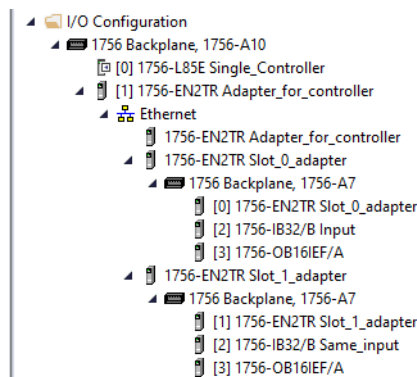 I/O Configuration
1756 Backplane, 1756-A10
[0] 1756-L85E Single_Controller
[1] 1756-EN2TR Adapter_for_controller
Ethernet
1756-EN2TR Adapter_for_controller
1756-EN2TR Slot_0_adapter
1756 Backplane, 1756-A7
[0] 1756-EN2TR Slot_0_adapter
[2] 1756-IB32/B Input
[3] 1756-OB16IEF/A
1756-EN2TR Slot_1_adapter
1756 Backplane, 1756-A7
[1] 1756-EN2TR Slot_1_adapter
[2] 1756-IB32/B Same_input
[3] 1756-OB16IEF/A